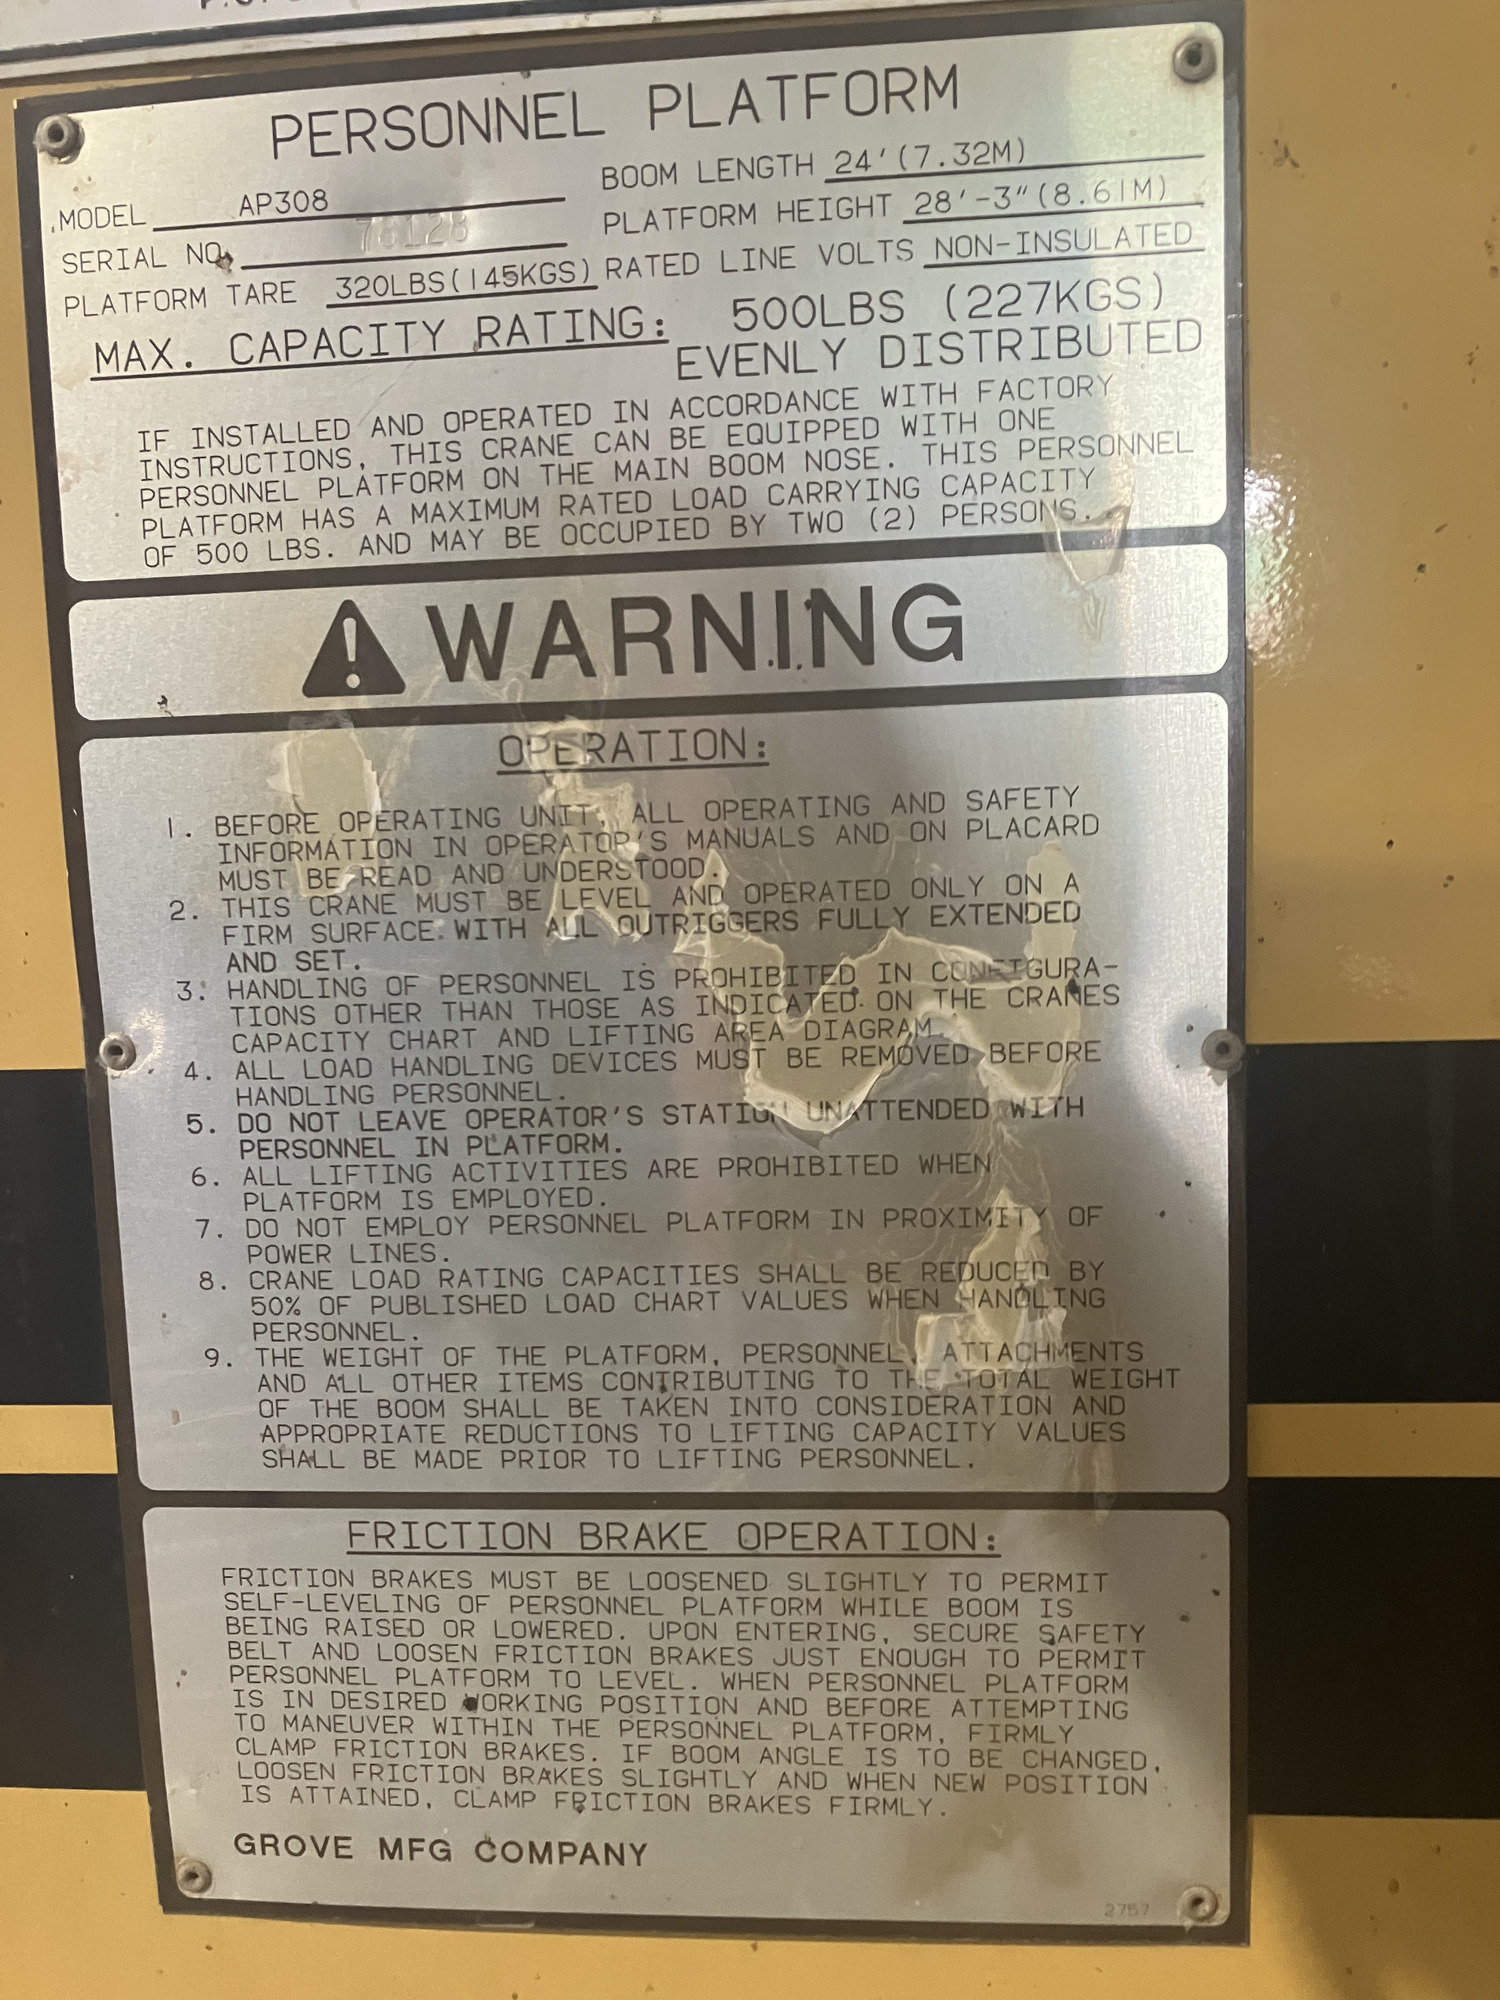 PERSONNEL PLATFORM
MODEL AP308
BOOM LENGTH 24'(7.32M)
SERIAL NO. 78128
PLATFORM HEIGHT 28'-3"(8.61M)
PLATFORM TARE 320LBS(145KGS) RATED LINE VOLTS NON-INSULATED
MAX. CAPACITY RATING: 500LBS (227KGS)
EVENLY DISTRIBUTED
IF INSTALLED AND OPERATED IN ACCORDANCE WITH FACTORY
INSTRUCTIONS, THIS CRANE CAN BE EQUIPPED WITH ONE
PERSONNEL PLATFORM ON THE MAIN BOOM NOSE. THIS PERSONNEL
PLATFORM HAS A MAXIMUM RATED LOAD CARRYING CAPACITY
OF 500 LBS. AND MAY BE OCCUPIED BY TWO (2) PERSONS.
WARNING
OPERATION:
1. BEFORE OPERATING UNIT, ALL OPERATING AND SAFETY
INFORMATION IN OPERATOR'S MANUALS AND ON PLACARD
MUST BE READ AND UNDERSTOOD.
2. THIS CRANE MUST BE LEVEL AND OPERATED ONLY ON A
FIRM SURFACE WITH ALL OUTRIGGERS FULLY EXTENDED
AND SET.
3. HANDLING OF PERSONNEL IS PROHIBITED IN CONFIGURA-
TIONS OTHER THAN THOSE AS INDICATED ON THE CRANES
CAPACITY CHART AND LIFTING AREA DIAGRAM.
4. ALL LOAD HANDLING DEVICES MUST BE REMOVED BEFORE
HANDLING PERSONNEL.
5. DO NOT LEAVE OPERATOR'S STATION UNATTENDED WITH
PERSONNEL IN PLATFORM.
6. ALL LIFTING ACTIVITIES ARE PROHIBITED WHEN
PLATFORM IS EMPLOYED.
7. DO NOT EMPLOY PERSONNEL PLATFORM IN PROXIMITY OF
POWER LINES.
8. CRANE LOAD RATING CAPACITIES SHALL BE REDUCED BY
50% OF PUBLISHED LOAD CHART VALUES WHEN HANDLING
PERSONNEL.
9. THE WEIGHT OF THE PLATFORM, PERSONNEL, ATTACHMENTS
AND ALL OTHER ITEMS CONTRIBUTING TO THE TOTAL WEIGHT
OF THE BOOM SHALL BE TAKEN INTO CONSIDERATION AND
APPROPRIATE REDUCTIONS TO LIFTING CAPACITY VALUES
SHALL BE MADE PRIOR TO LIFTING PERSONNEL.
FRICTION BRAKE OPERATION:
FRICTION BRAKES MUST BE LOOSENED SLIGHTLY TO PERMIT
SELF-LEVELING OF PERSONNEL PLATFORM WHILE BOOM IS
BEING RAISED OR LOWERED. UPON ENTERING, SECURE SAFETY
BELT AND LOOSEN FRICTION BRAKES JUST ENOUGH TO PERMIT
PERSONNEL PLATFORM TO LEVEL. WHEN PERSONNEL PLATFORM
IS IN DESIRED WORKING POSITION AND BEFORE ATTEMPTING
TO MANEUVER WITHIN THE PERSONNEL PLATFORM, FIRMLY
CLAMP FRICTION BRAKES. IF BOOM ANGLE IS TO BE CHANGED,
LOOSEN FRICTION BRAKES SLIGHTLY AND WHEN NEW POSITION
IS ATTAINED, CLAMP FRICTION BRAKES FIRMLY.
GROVE MFG COMPANY
2757